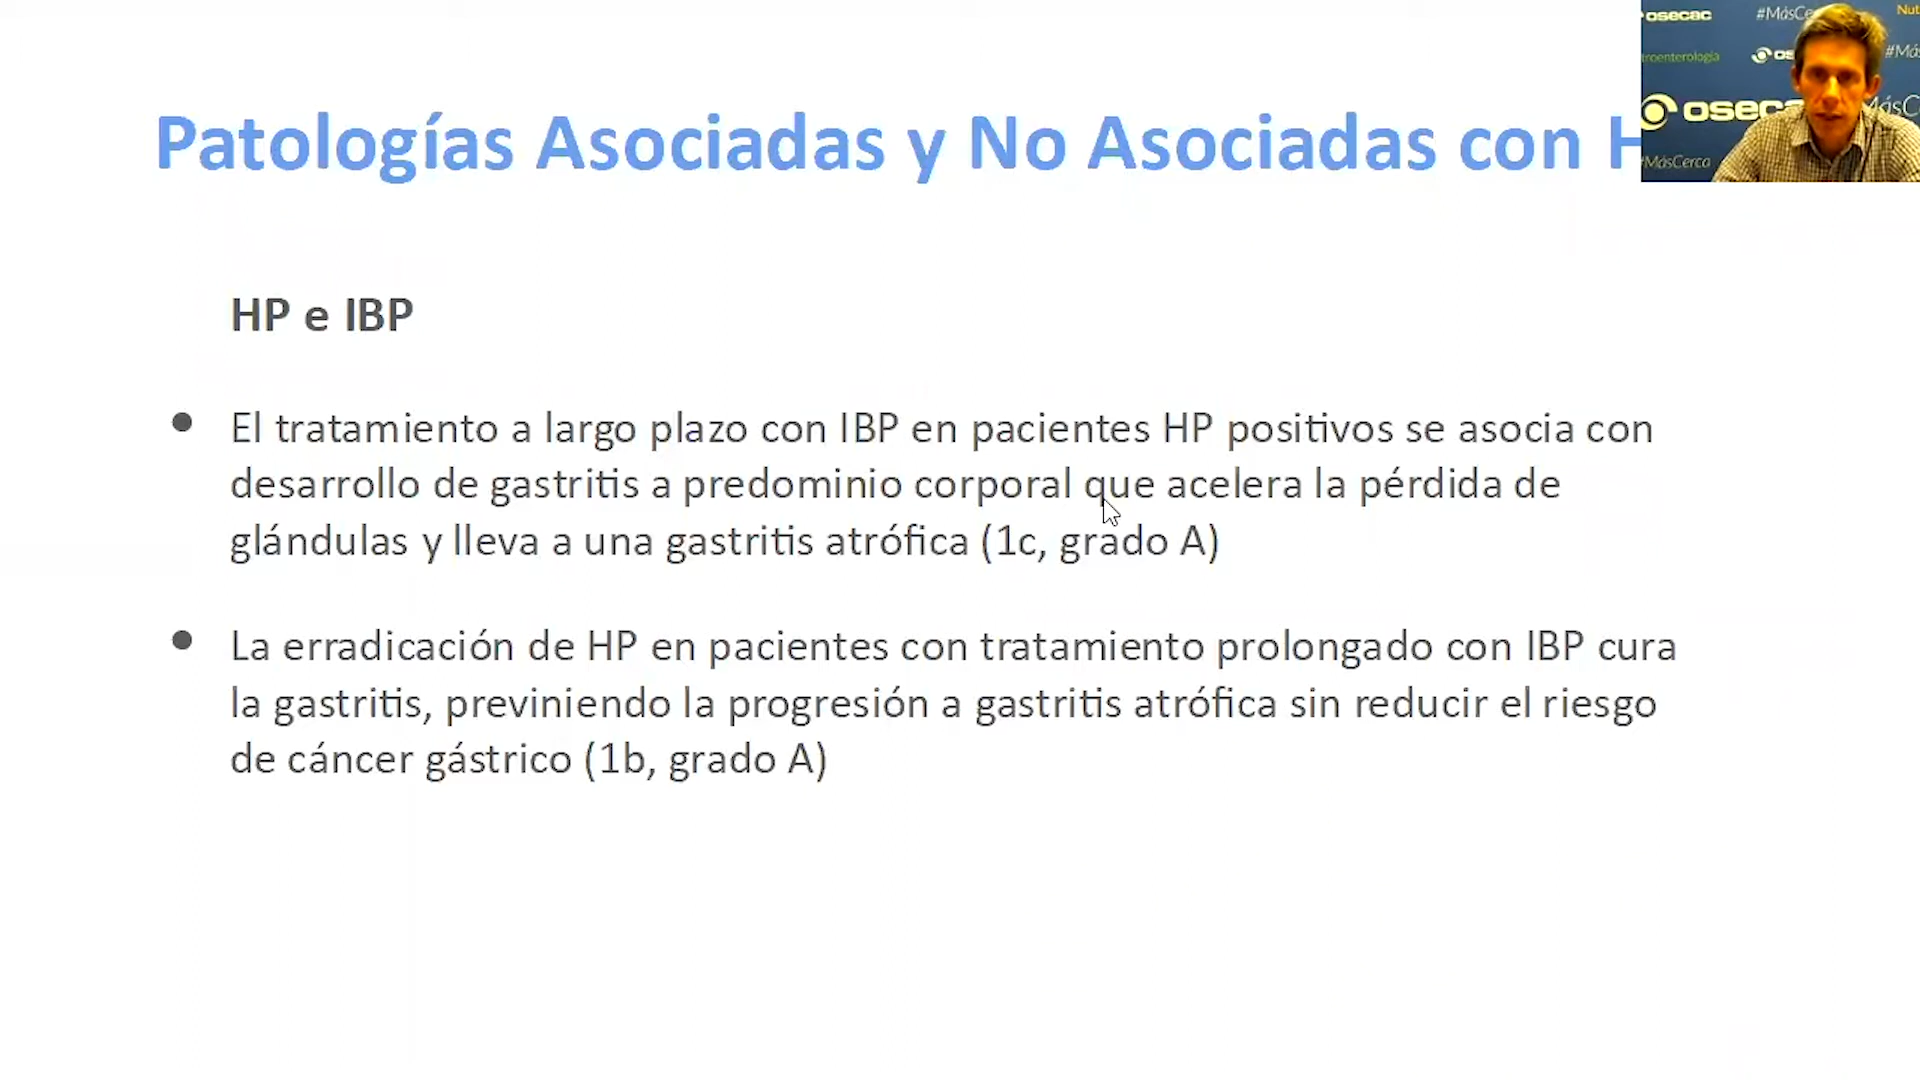 Patologías Asociadas y No Asociadas con
HP e IBP
El tratamiento a largo plazo con IBP en pacientes HP positivos se asocia con
desarrollo de gastritis a predominio corporal que acelera la pérdida de
glándulas y lleva a una gastritis atrófica (1c, grado A)
La erradicación de HP en pacientes con tratamiento prolongado con IBP cura
la gastritis, previniendo la progresión a gastritis atrófica sin reducir el riesgo
de cáncer gástrico (1b, grado A)
osecac
#MásCerca